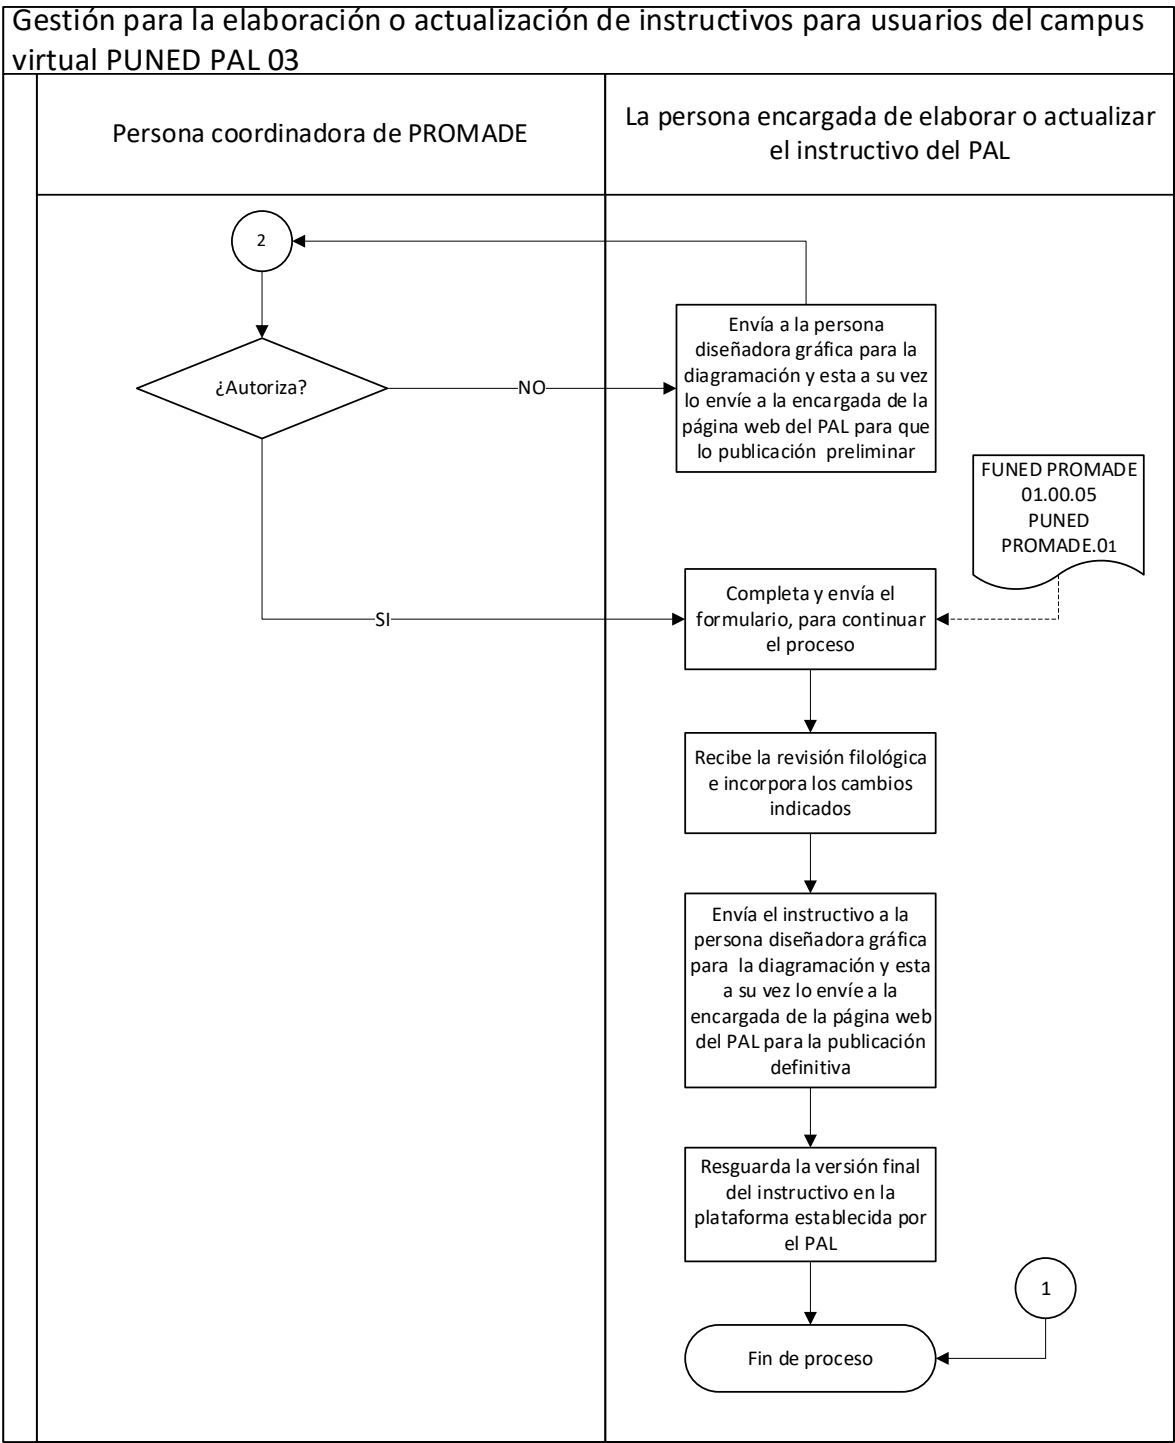 Gestión para la elaboración o actualización de instructivos para usuarios del campus
virtual PUNED PAL 03
Persona coordinadora de PROMADE
La persona encargada de elaborar o actualizar
el instructivo del PAL
2
¿Autoriza?
NO
Envía a la persona
diseñadora gráfica para la
diagramación y esta a su vez
lo envíe a la encargada de la
página web del PAL para que
lo publicación preliminar
FUNED PROMADE
01.00.05
PUNED
PROMADE.01
SI
Completa y envía el
formulario, para continuar
el proceso
Recibe la revisión filológica
e incorpora los cambios
indicados
Envía el instructivo a la
persona diseñadora gráfica
para la diagramación y esta
a su vez lo envíe a la
encargada de la página web
del PAL para la publicación
definitiva
Resguarda la versión final
del instructivo en la
plataforma establecida por
el PAL
1
Fin de proceso